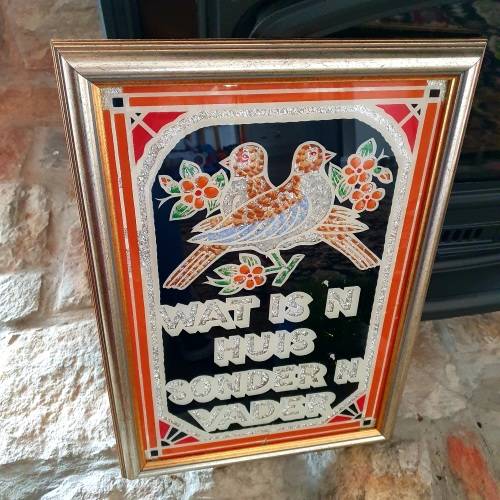 WAT IS N
HUIS
SONDER N
VADER